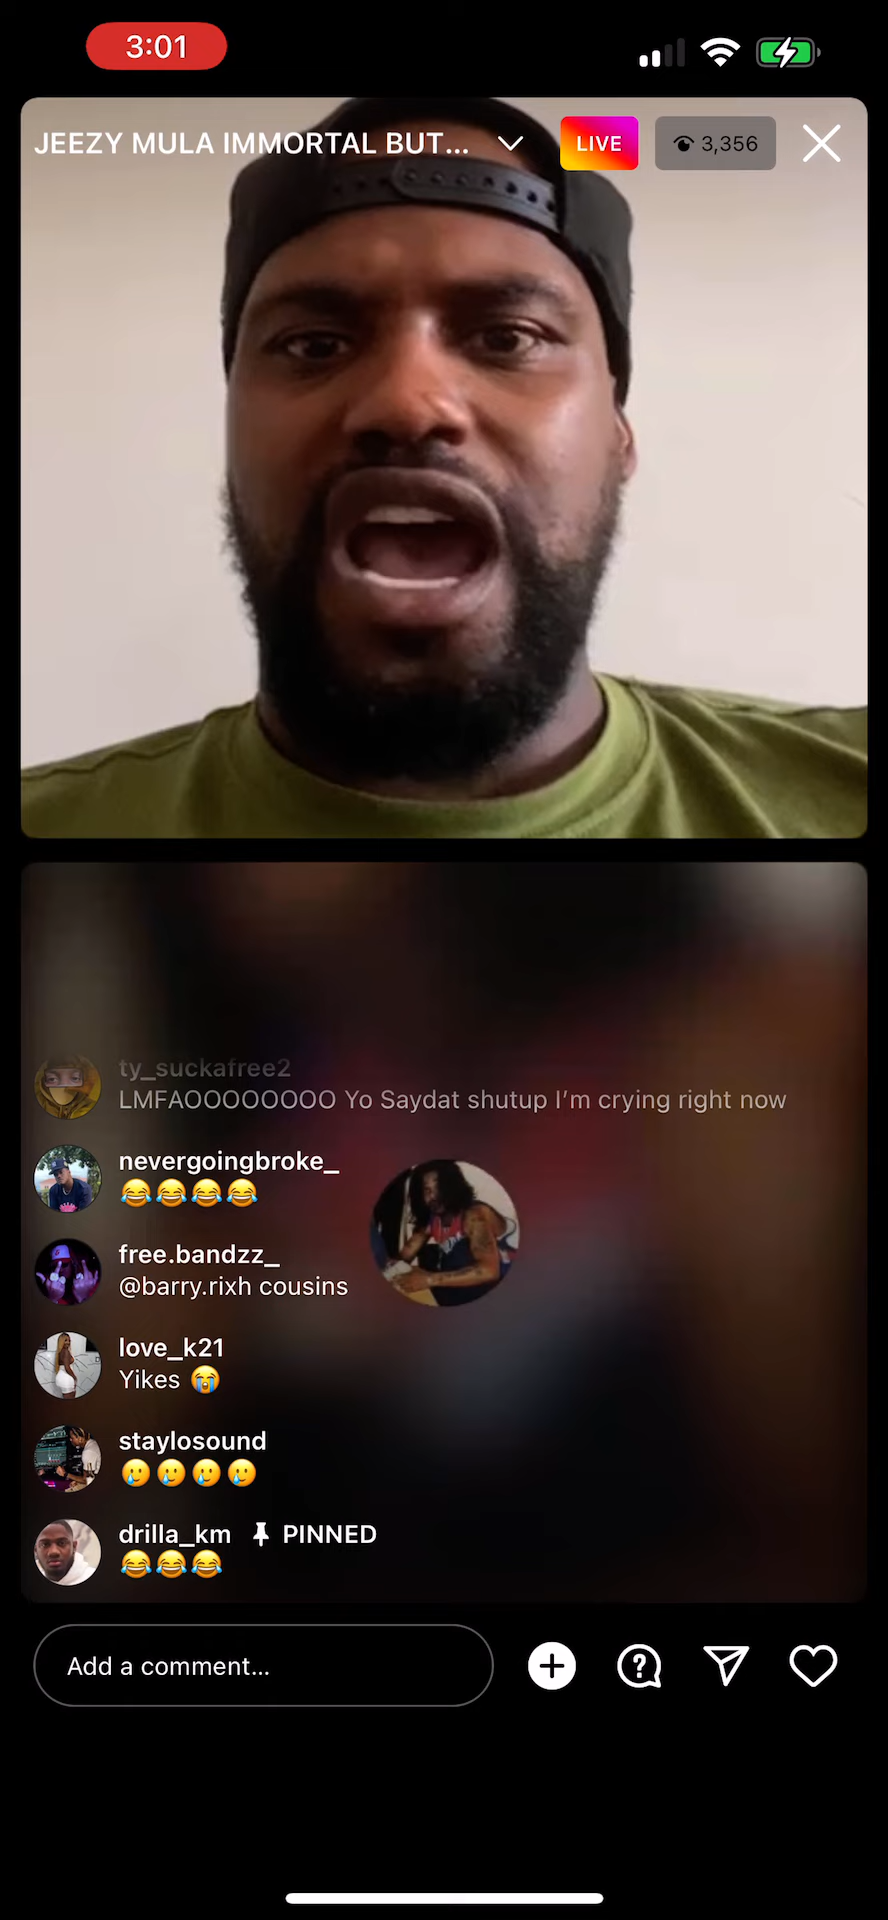 3:01
JEEZY MULA IMMORTAL BUT...
LIVE
3,356
ty_suckafree2
LMFAOOOOOOOO Yo Saydat shutup I’m crying right now
nevergoingbroke_
😂😂😂😂
free.bandzz_
@barry.rixh cousins
love_k21
Yikes 😭
staylosound
🥲🥲🥲🥲
drilla_km PINNED
😂😂😂
Add a comment...